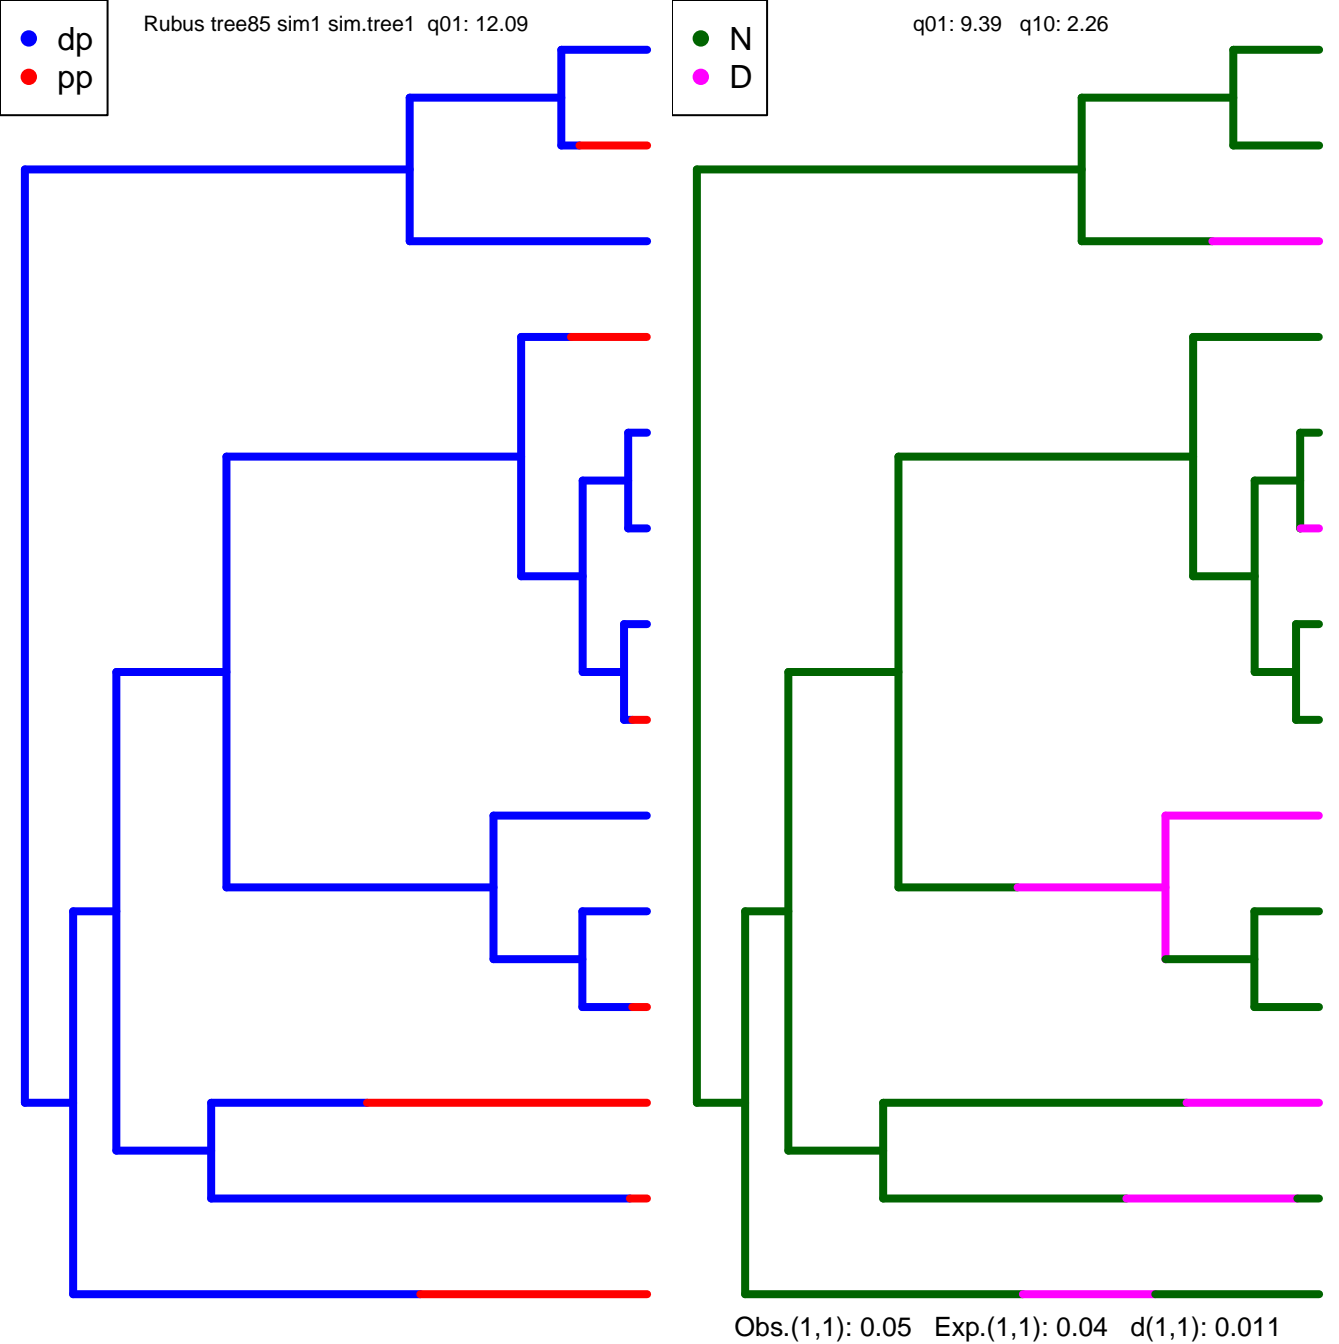 Rubus tree85 sim1 sim.tree1 q01: 12.09
dp
pp
q01: 9.39 q10: 2.26
N
D
Obs.(1,1): 0.05 Exp.(1,1): 0.04 d(1,1): 0.011